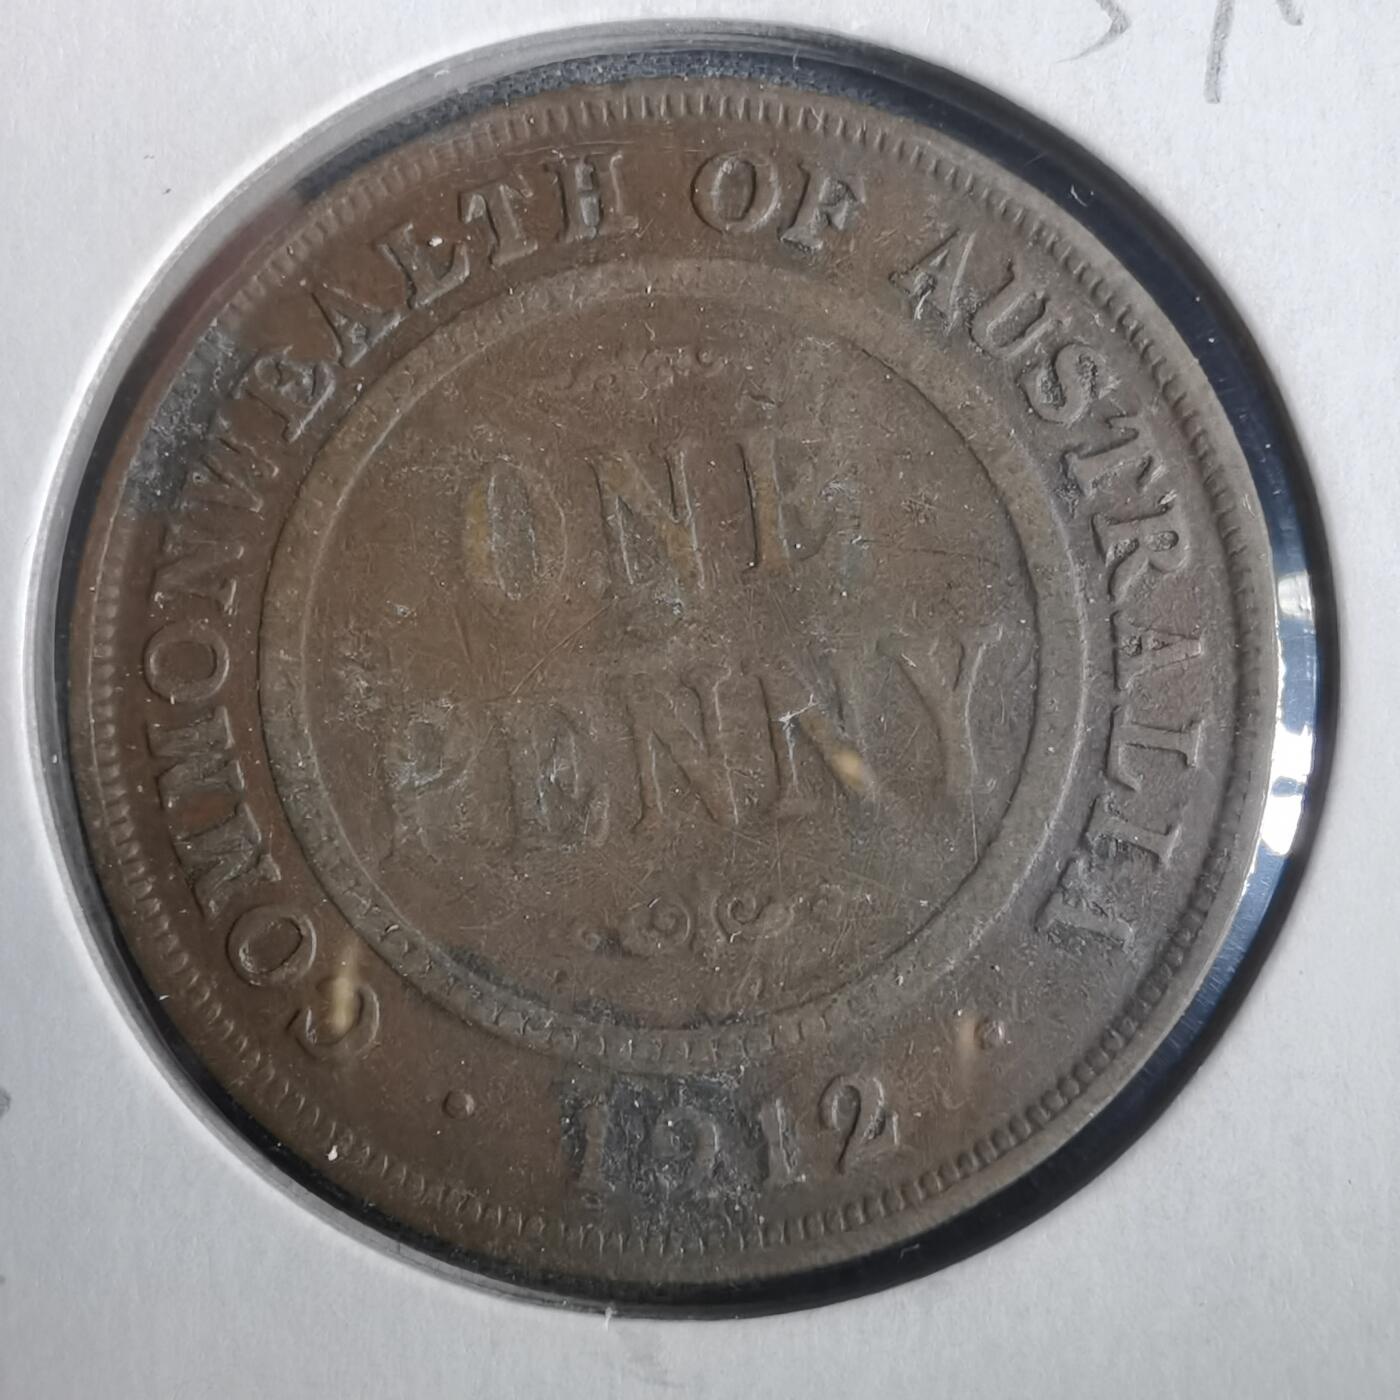 COMMONWEALTH OF AUSTRALIA
ONE
PENNY
1912